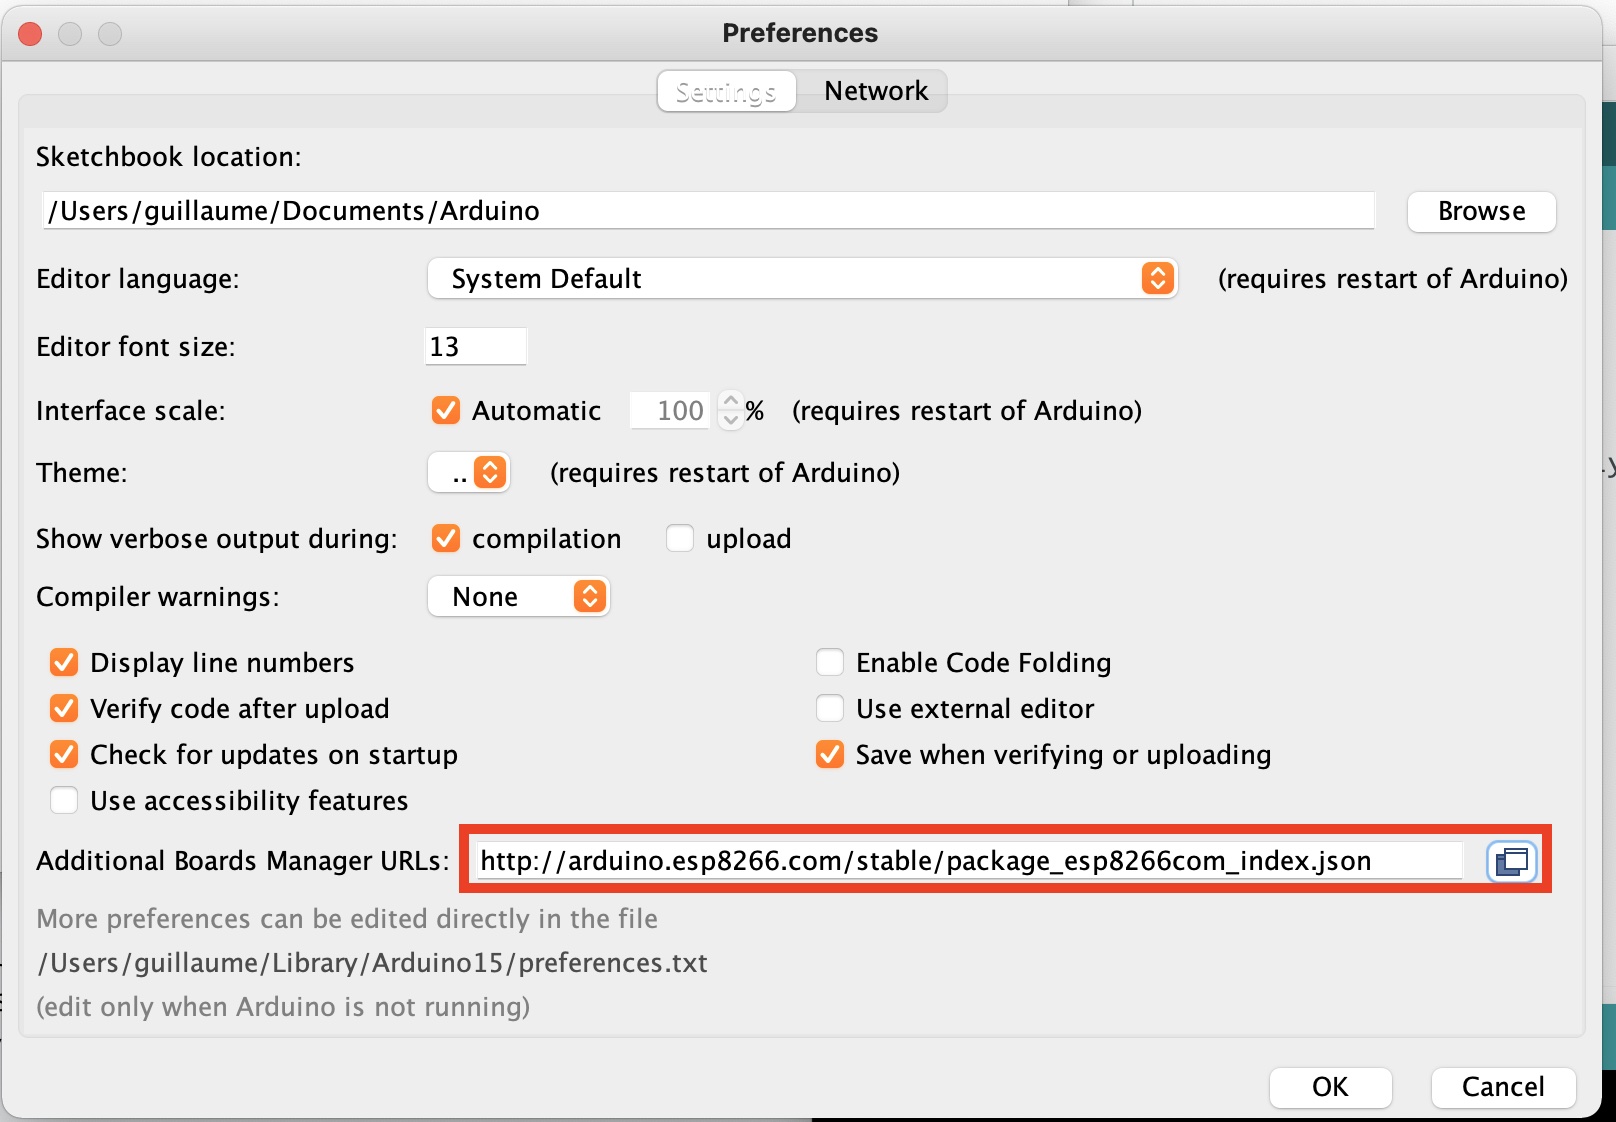 Preferences
Settings Network
Sketchbook location:
/Users/guillaume/Documents/Arduino Browse
Editor language: System Default (requires restart of Arduino)
Editor font size: 13
Interface scale: Automatic 100 % (requires restart of Arduino)
Theme: .. (requires restart of Arduino)
Show verbose output during: compilation upload
Compiler warnings: None
Display line numbers Enable Code Folding
Verify code after upload Use external editor
Check for updates on startup Save when verifying or uploading
Use accessibility features
Additional Boards Manager URLs: http://arduino.esp8266.com/stable/package_esp8266com_index.json
More preferences can be edited directly in the file
/Users/guillaume/Library/Arduino15/preferences.txt
(edit only when Arduino is not running)
OK Cancel